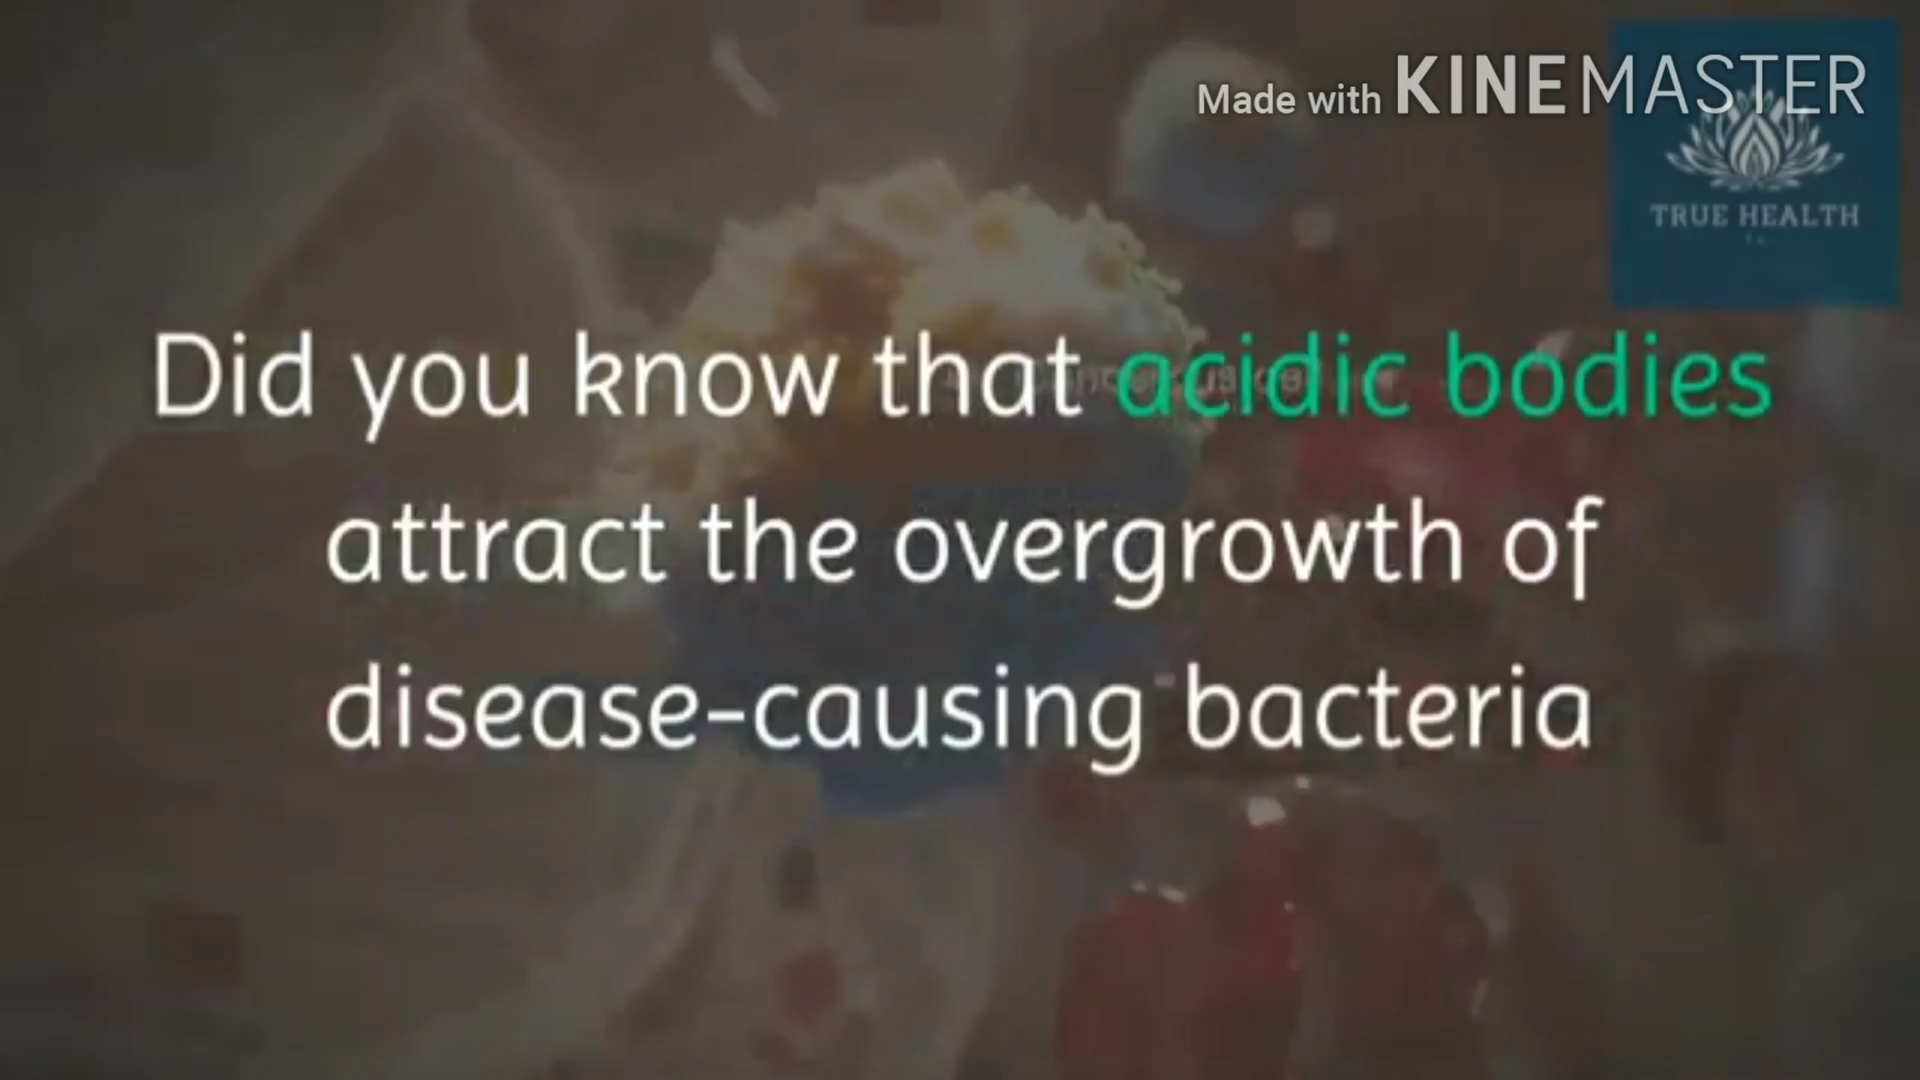 Made with KINEMASTER
TRUE HEALTH
Did you know that acidic bodies
attract the overgrowth of
disease-causing bacteria